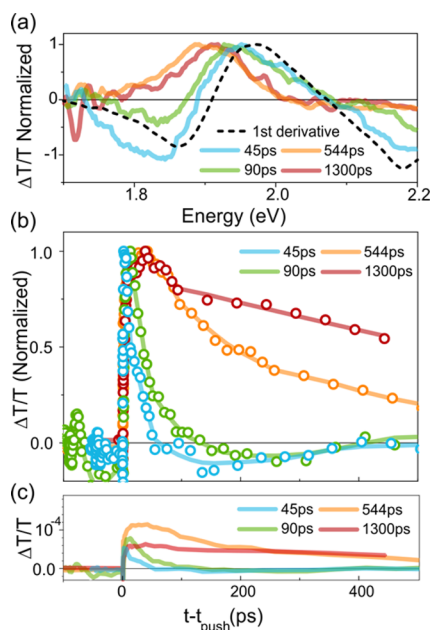 (a)
ΔT/T Normalized
1
0
-1
1st derivative
45ps 544ps
90ps 1300ps
1.8 2.0 2.2
Energy (eV)
(b)
ΔT/T (Normalized)
1.0
0.5
0.0
45ps 544ps
90ps 1300ps
(c)
ΔT/T
10-4
0.0
45ps 544ps
90ps 1300ps
0 200 400
t-tpush(ps)